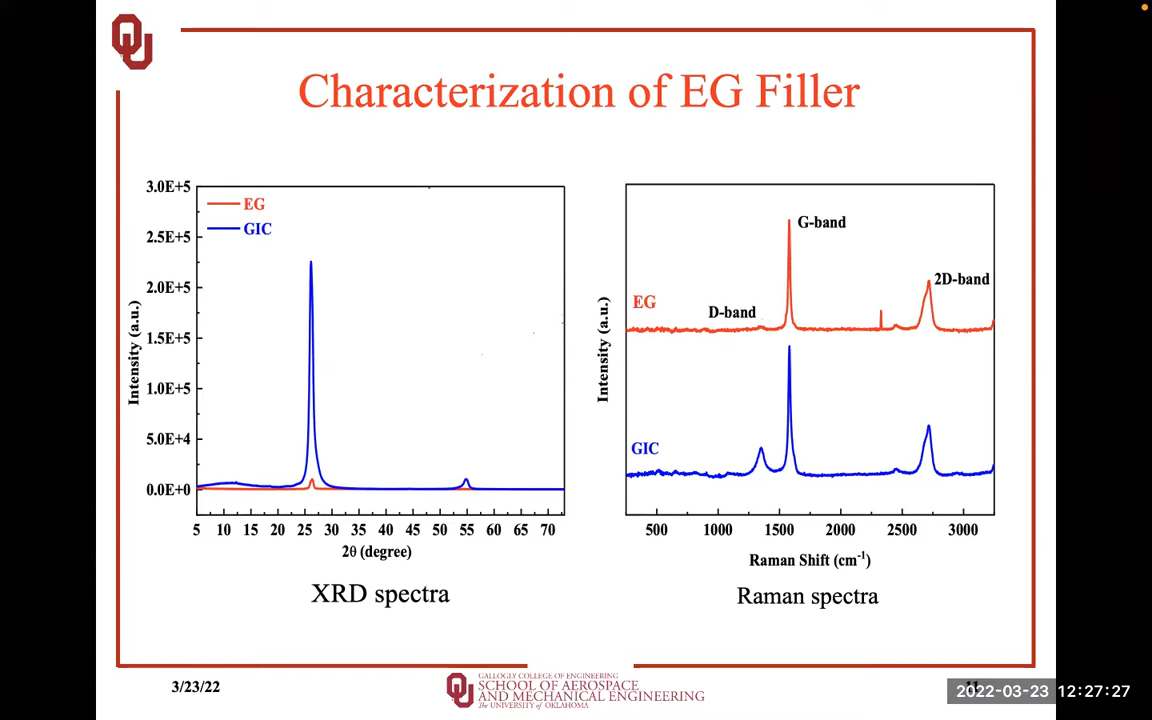 OU
Characterization of EG Filler
3.0E+5
2.5E+5
2.0E+5
1.5E+5
1.0E+5
5.0E+4
0.0E+0
Intensity (a.u.)
EG
GIC
5 10 15 20 25 30 35 40 45 50 55 60 65 70
2θ (degree)
XRD spectra
Intensity (a.u.)
G-band
2D-band
EG
D-band
GIC
500 1000 1500 2000 2500 3000
Raman Shift (cm⁻¹)
Raman spectra
3/23/22
OU
GALLOGLY COLLEGE OF ENGINEERING
SCHOOL OF AEROSPACE
AND MECHANICAL ENGINEERING
The UNIVERSITY of OKLAHOMA
2022-03-23 12:27:27